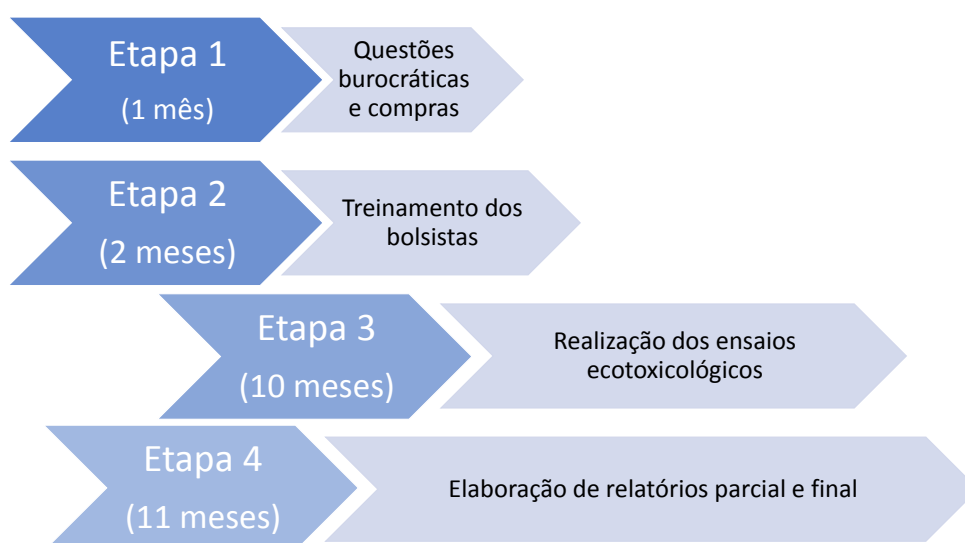 Etapa 1
(1 mês)
Questões
burocráticas
e compras
Etapa 2
(2 meses)
Treinamento dos
bolsistas
Etapa 3
(10 meses)
Realização dos ensaios
ecotoxicológicos
Etapa 4
(11 meses)
Elaboração de relatórios parcial e final